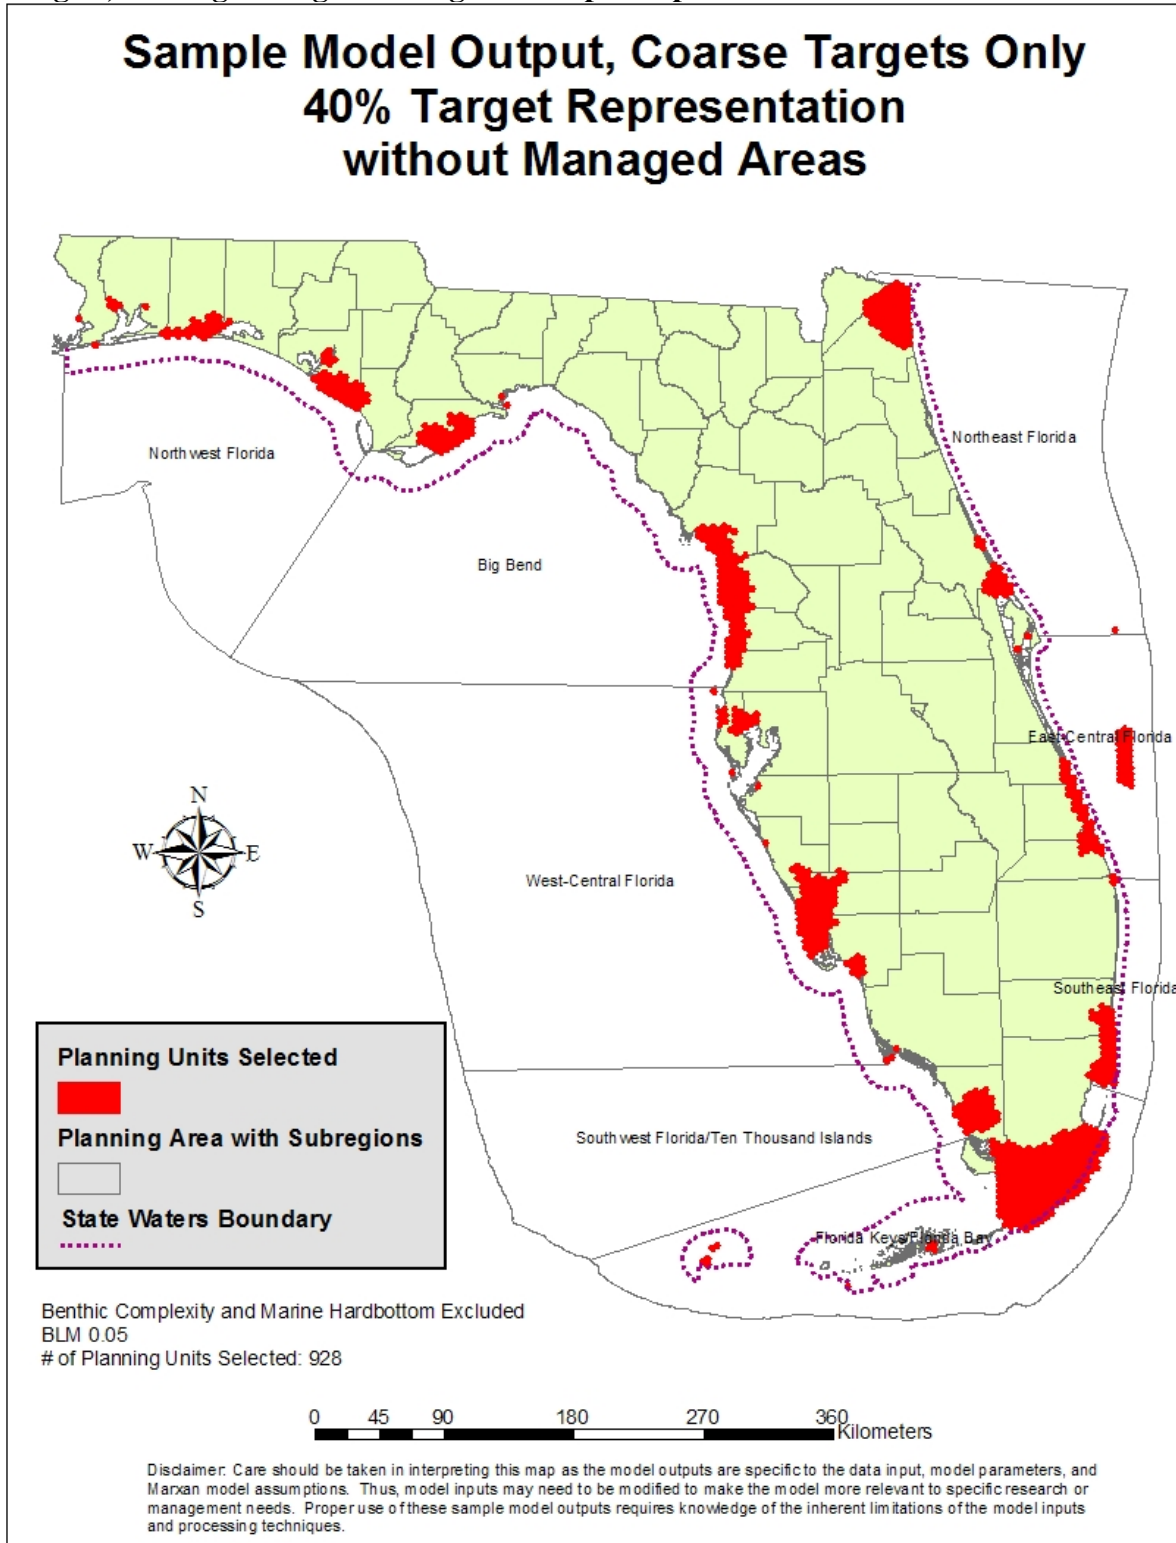 Sample Model Output, Coarse Targets Only
40% Target Representation
without Managed Areas
Northwest Florida
Northeast Florida
Big Bend
East-Central Florida
N
W E
S
West-Central Florida
Southeast Florida
Planning Units Selected
Planning Area with Subregions
State Waters Boundary
Southwest Florida/Ten Thousand Islands
Florida Keys/Florida Bay
Benthic Complexity and Marine Hardbottom Excluded
BLM 0.05
# of Planning Units Selected: 928
0 45 90 180 270 360
Kilometers
Disclaimer: Care should be taken in interpreting this map as the model outputs are specific to the data input, model parameters, and
Marxan model assumptions. Thus, model inputs may need to be modified to make the model more relevant to specific research or
management needs. Proper use of these sample model outputs requires knowledge of the inherent limitations of the model inputs
and processing techniques.